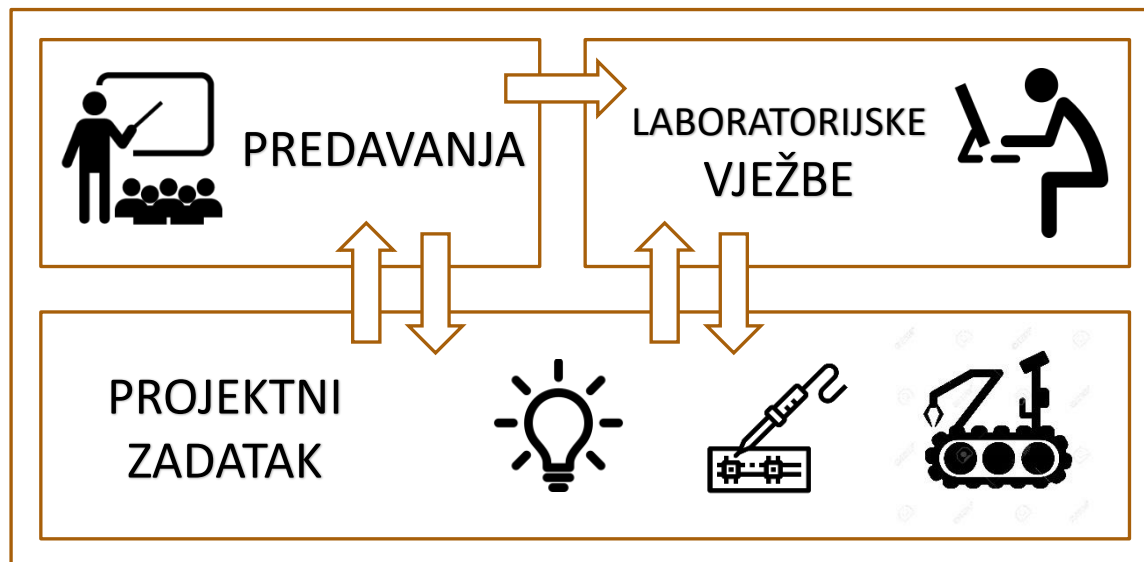 PREDAVANJA
LABORATORIJSKE
VJEŽBE
PROJEKTNI
ZADATAK